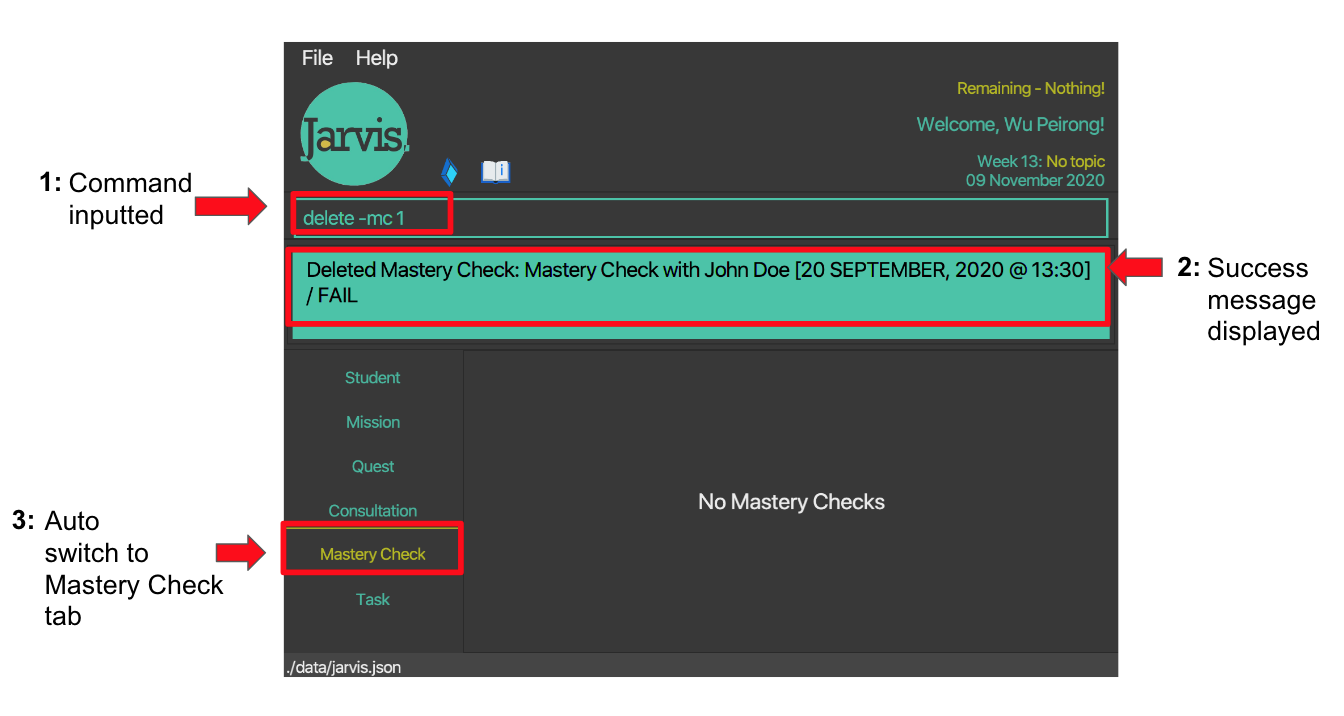 File Help
Jarvis.
Remaining - Nothing!
Welcome, Wu Peirong!
Week 13: No topic
09 November 2020
1: Command
inputted
delete -mc 1
Deleted Mastery Check: Mastery Check with John Doe [20 SEPTEMBER, 2020 @ 13:30]
/ FAIL
2: Success
message
displayed
Student
Mission
Quest
Consultation
Mastery Check
Task
No Mastery Checks
3: Auto
switch to
Mastery Check
tab
./data/jarvis.json